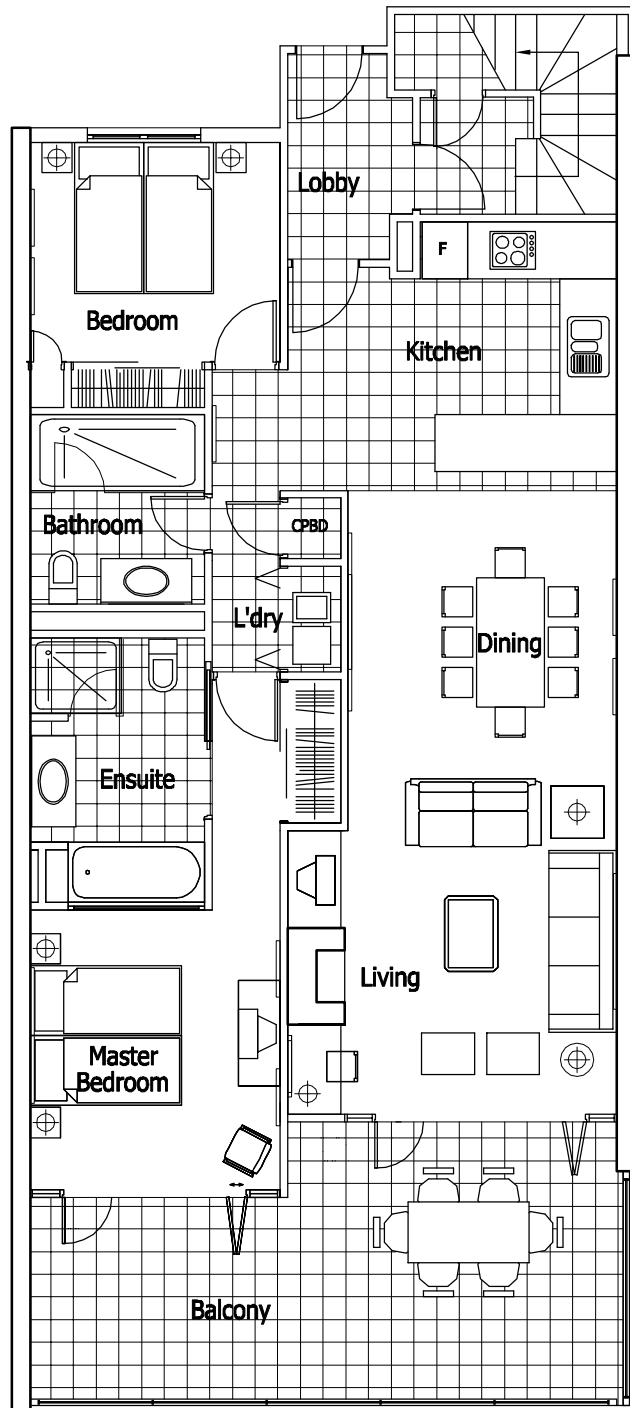 Lobby
F
Bedroom
Kitchen
Bathroom
CPBD
L'dry
Dining
Ensuite
Living
Master
Bedroom
Balcony